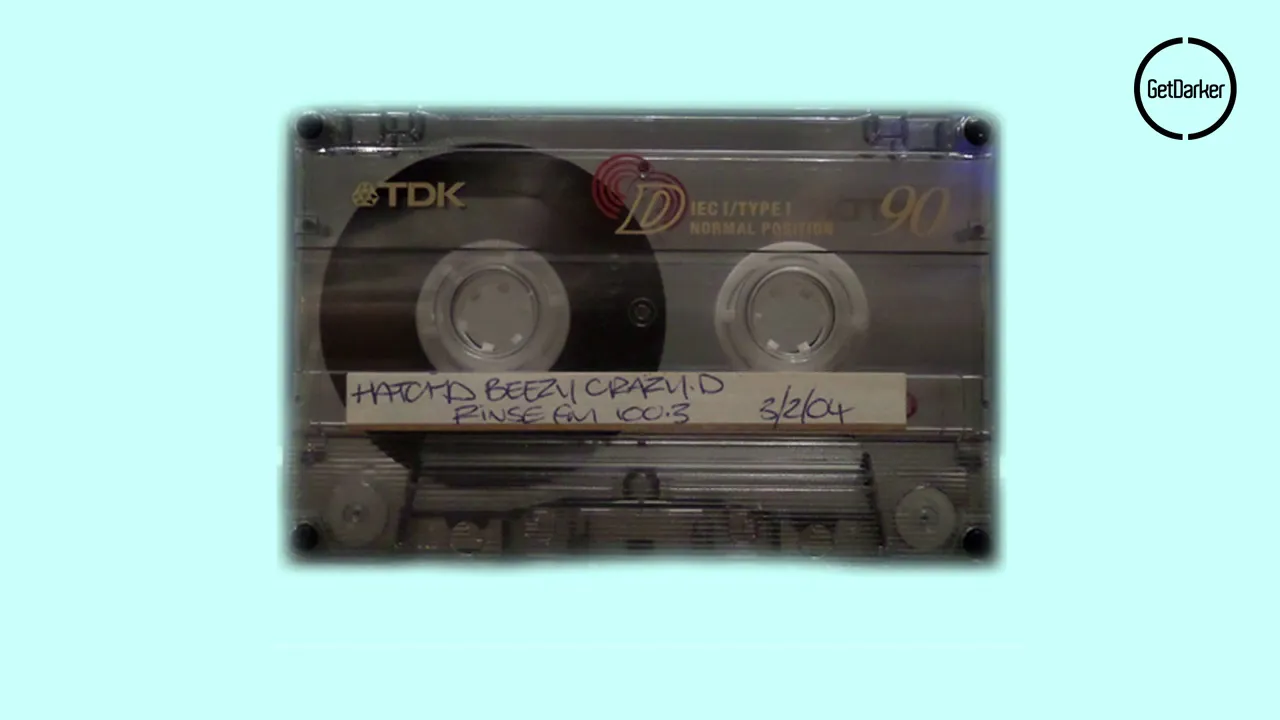 GetDarker
TDK
D IEC I/TYPE I
NORMAL POSITION
90
HATCHA BEEZY CRAZY.D
RINSE FM 100.3 3/2/04